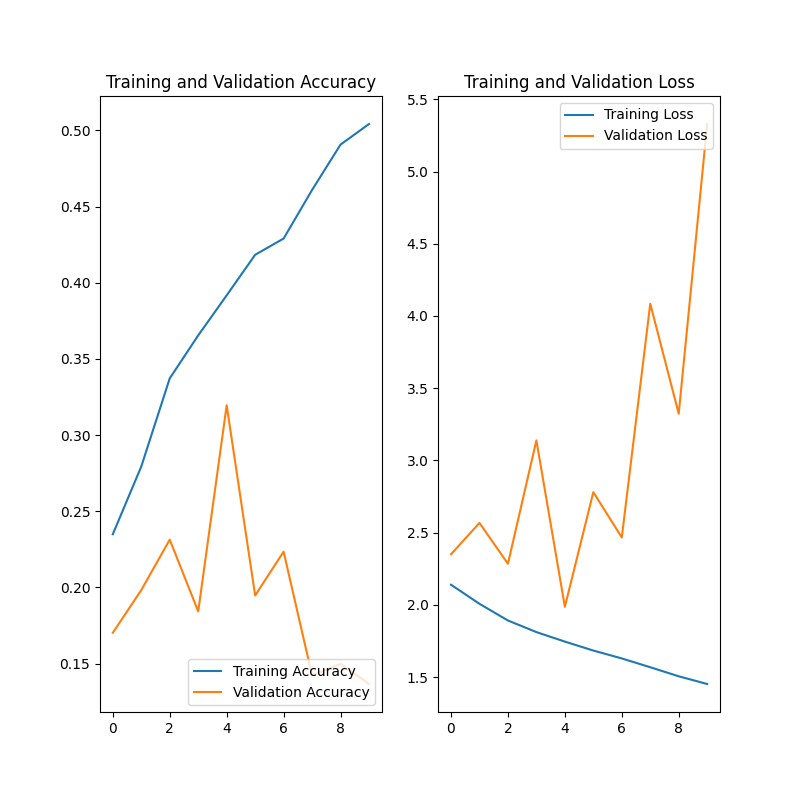 Training and Validation Accuracy
0.50
0.45
0.40
0.35
0.30
0.25
0.20
0.15
0 2 4 6 8
Training Accuracy
Validation Accuracy
Training and Validation Loss
5.5
5.0
4.5
4.0
3.5
3.0
2.5
2.0
1.5
0 2 4 6 8
Training Loss
Validation Loss